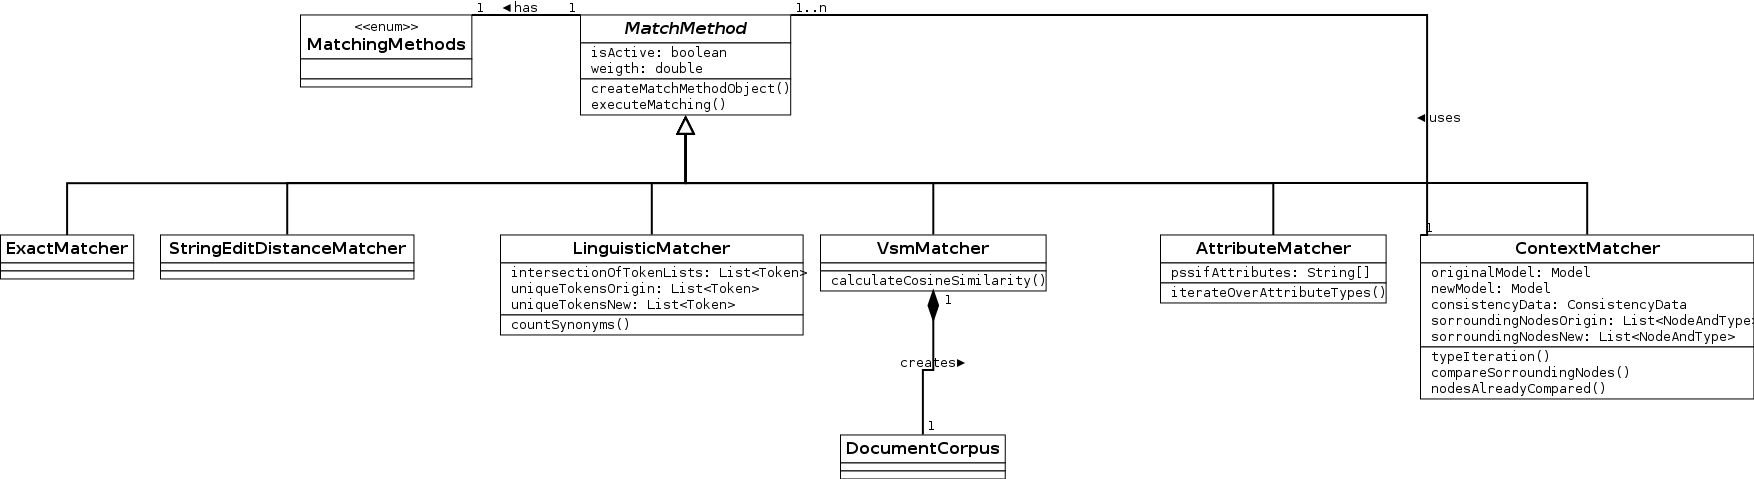 1 ◄has 1
1..n
<<enum>>
MatchingMethods
MatchMethod
isActive: boolean
weigth: double
createMatchMethodObject()
executeMatching()
◄uses
1
ExactMatcher
StringEditDistanceMatcher
LinguisticMatcher
intersectionOfTokenLists: List<Token>
uniqueTokensOrigin: List<Token>
uniqueTokensNew: List<Token>
countSynonyms()
VsmMatcher
calculateCosineSimilarity()
1
creates►
1
DocumentCorpus
AttributeMatcher
pssifAttributes: String[]
iterateOverAttributeTypes()
ContextMatcher
originalModel: Model
newModel: Model
consistencyData: ConsistencyData
sorroundingNodesOrigin: List<NodeAndType>
sorroundingNodesNew: List<NodeAndType>
typeIteration()
compareSorroundingNodes()
nodesAlreadyCompared()